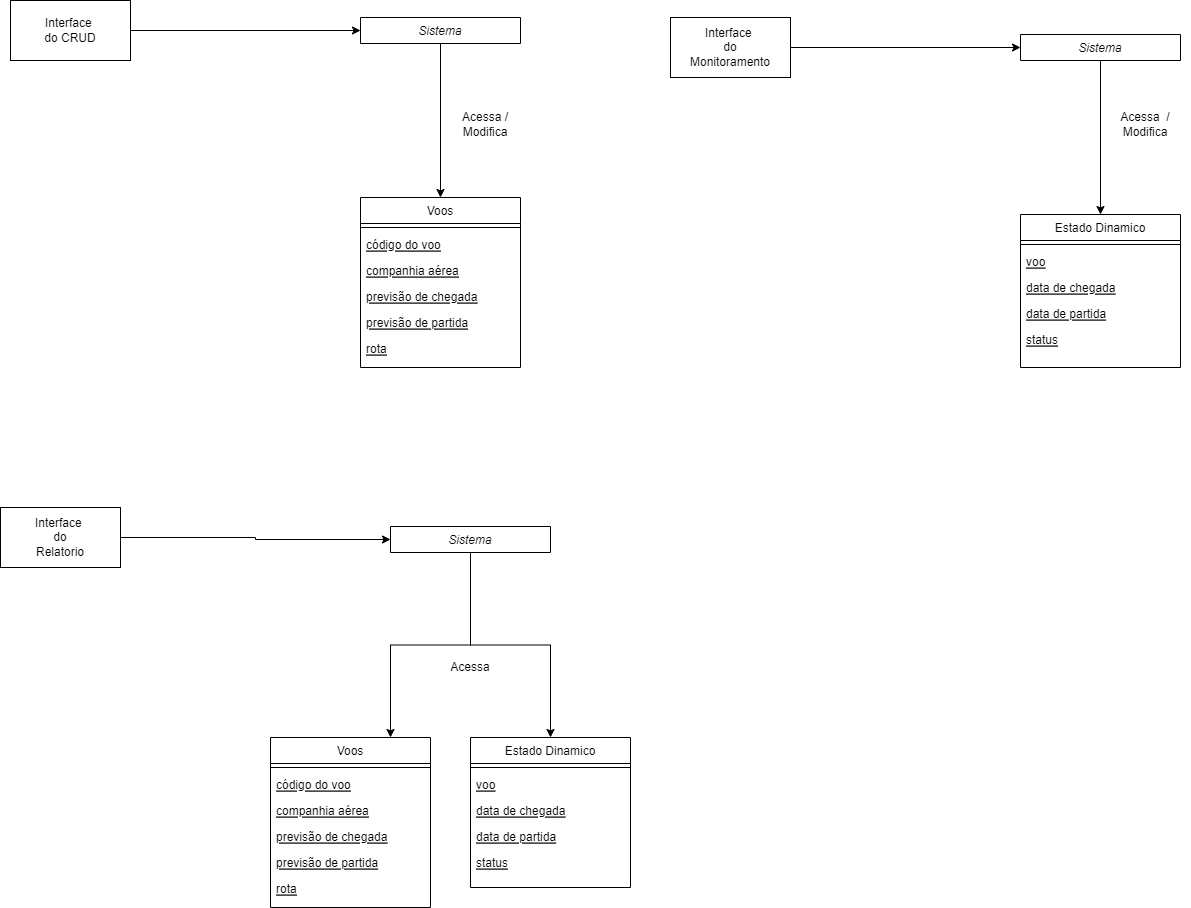 Interface
do CRUD
Sistema
Acessa /
Modifica
Voos
código do voo
companhia aérea
previsão de chegada
previsão de partida
rota
Interface
do
Monitoramento
Sistema
Acessa /
Modifica
Estado Dinamico
voo
data de chegada
data de partida
status
Interface
do
Relatorio
Sistema
Acessa
Voos
código do voo
companhia aérea
previsão de chegada
previsão de partida
rota
Estado Dinamico
voo
data de chegada
data de partida
status